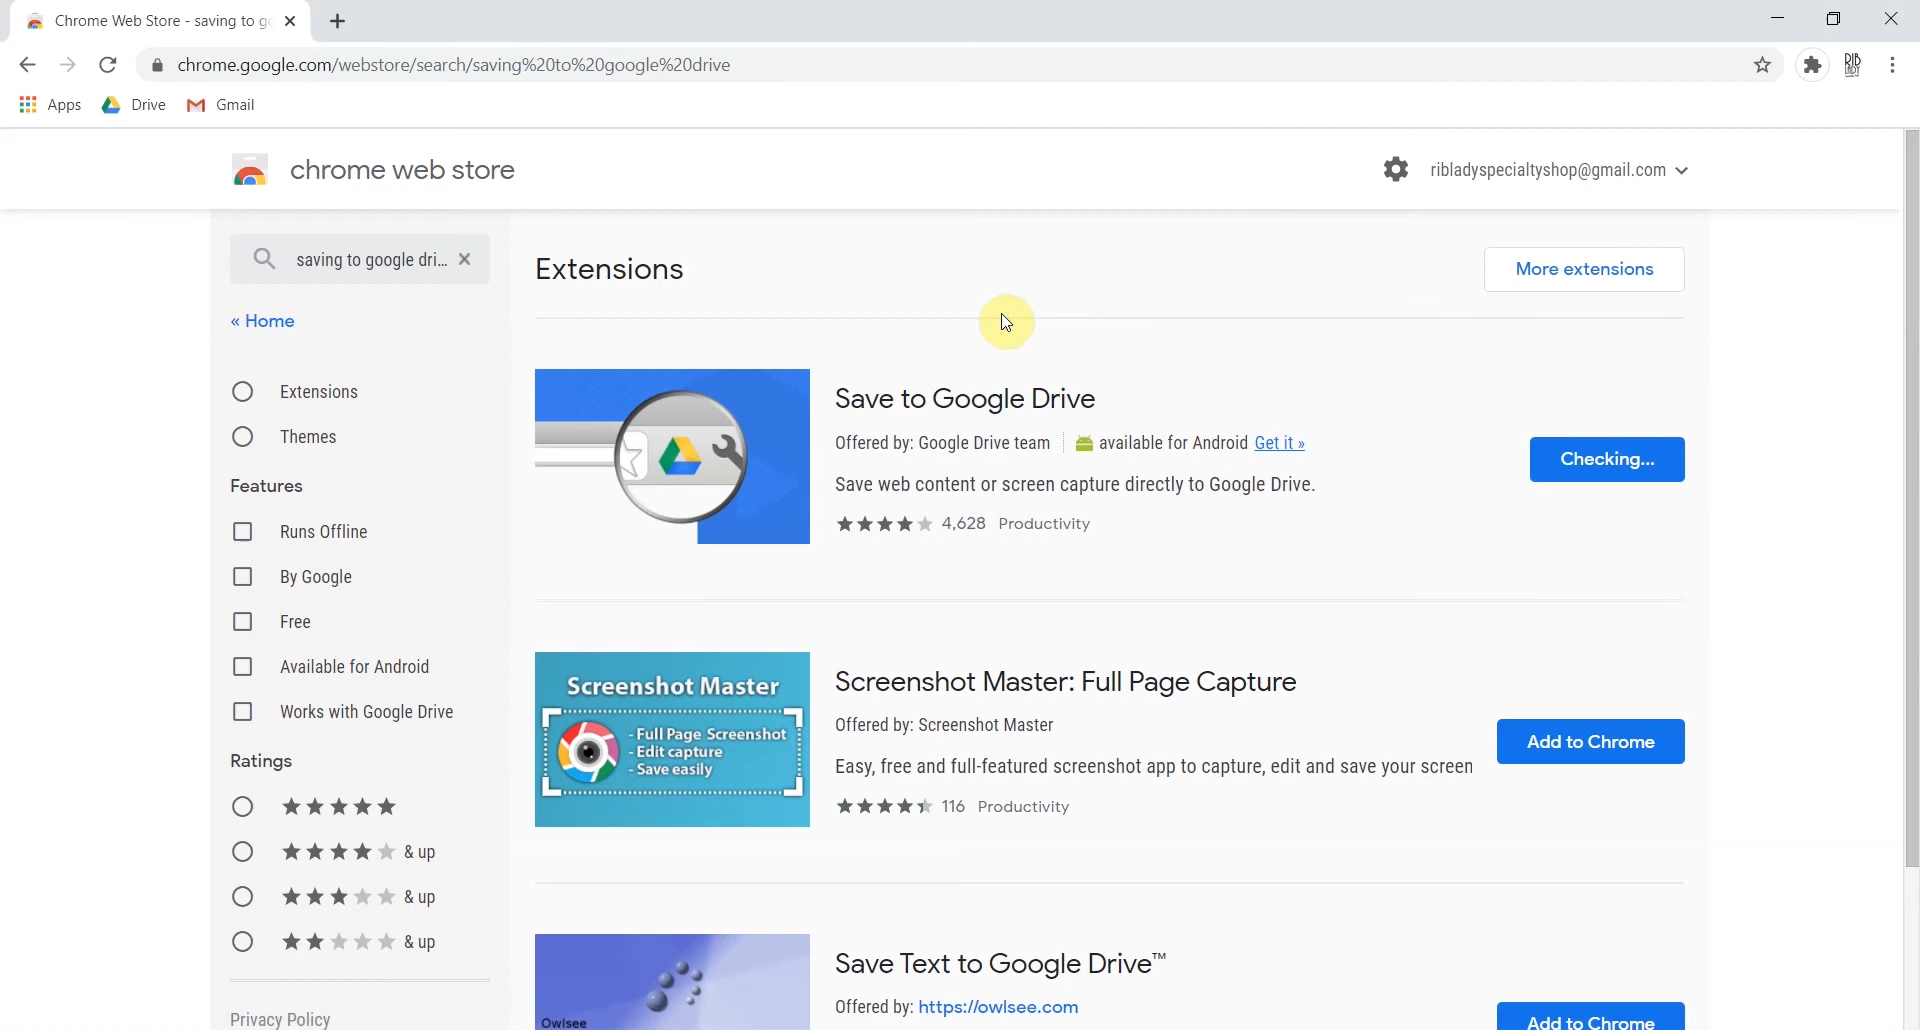 Chrome Web Store - saving to go
chrome.google.com/webstore/search/saving%20to%20google%20drive
RIB
LADY
Apps
Drive
Gmail
chrome web store
ribladyspecialtyshop@gmail.com
saving to google dri...
« Home
Extensions
Themes
Features
Runs Offline
By Google
Free
Available for Android
Works with Google Drive
Ratings
& up
& up
& up
Privacy Policy
Extensions
More extensions
Save to Google Drive
Offered by: Google Drive team
available for Android Get it »
Save web content or screen capture directly to Google Drive.
4,628 Productivity
Checking...
Screenshot Master
- Full Page Screenshot
- Edit capture
- Save easily
Screenshot Master: Full Page Capture
Offered by: Screenshot Master
Easy, free and full-featured screenshot app to capture, edit and save your screen
116 Productivity
Add to Chrome
Owlsee
Save Text to Google Drive™
Offered by: https://owlsee.com
Add to Chrome